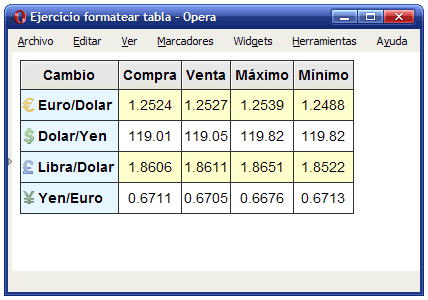 Ejercicio formatear tabla - Opera
Archivo Editar Ver Marcadores Widgets Herramientas Ayuda
Cambio Compra Venta Máximo Mínimo
€ Euro/Dolar 1.2524 1.2527 1.2539 1.2488
$ Dolar/Yen 119.01 119.05 119.82 119.82
£ Libra/Dolar 1.8606 1.8611 1.8651 1.8522
¥ Yen/Euro 0.6711 0.6705 0.6676 0.6713